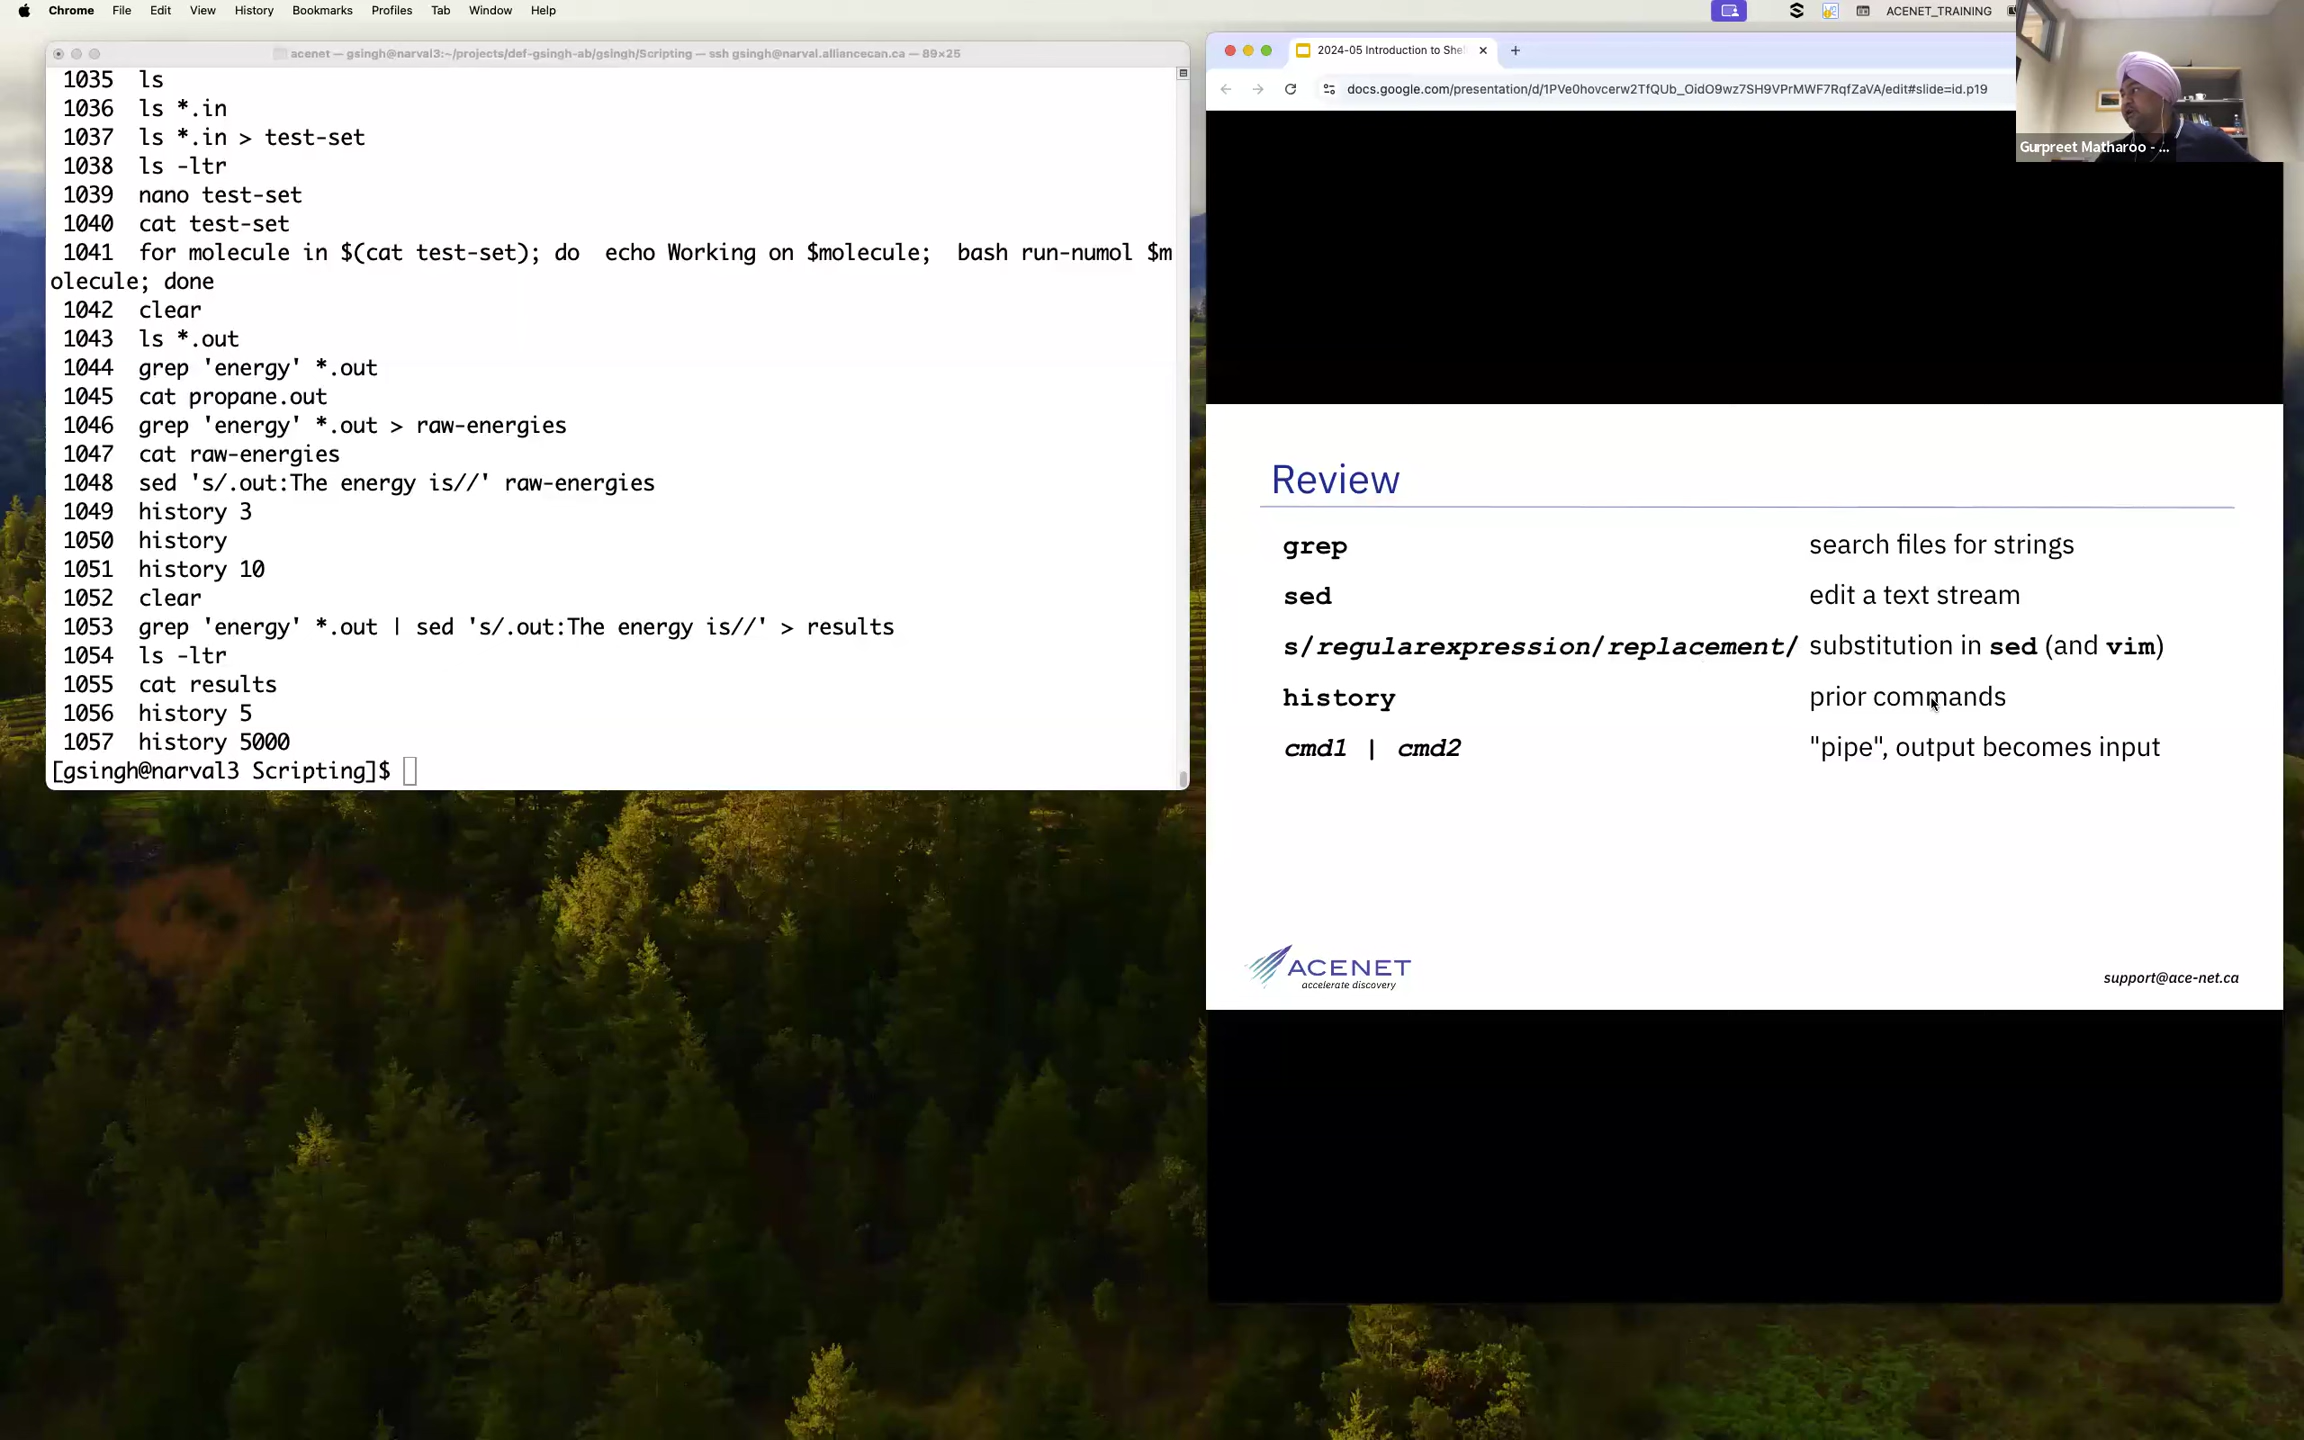 Chrome File Edit View History Bookmarks Profiles Tab Window Help
ACENET_TRAINING
acenet — gsingh@narval3:~/projects/def-gsingh-ab/gsingh/Scripting — ssh gsingh@narval.alliancecan.ca — 89×25
1035 ls
1036 ls *.in
1037 ls *.in > test-set
1038 ls -ltr
1039 nano test-set
1040 cat test-set
1041 for molecule in $(cat test-set); do  echo Working on $molecule;  bash run-numol $m
olecule; done
1042 clear
1043 ls *.out
1044 grep 'energy' *.out
1045 cat propane.out
1046 grep 'energy' *.out > raw-energies
1047 cat raw-energies
1048 sed 's/.out:The energy is//' raw-energies
1049 history 3
1050 history
1051 history 10
1052 clear
1053 grep 'energy' *.out | sed 's/.out:The energy is//' > results
1054 ls -ltr
1055 cat results
1056 history 5
1057 history 5000
[gsingh@narval3 Scripting]$
2024-05 Introduction to She
docs.google.com/presentation/d/1PVe0hovcerw2TfQUb_OidO9wz7SH9VPrMWF7RqfZaVA/edit#slide=id.p19
Gurpreet Matharoo - ...
Review
grep search files for strings
sed edit a text stream
s/regularexpression/replacement/ substitution in sed (and vim)
history prior commands
cmd1 | cmd2 "pipe", output becomes input
ACENET
accelerate discovery
support@ace-net.ca